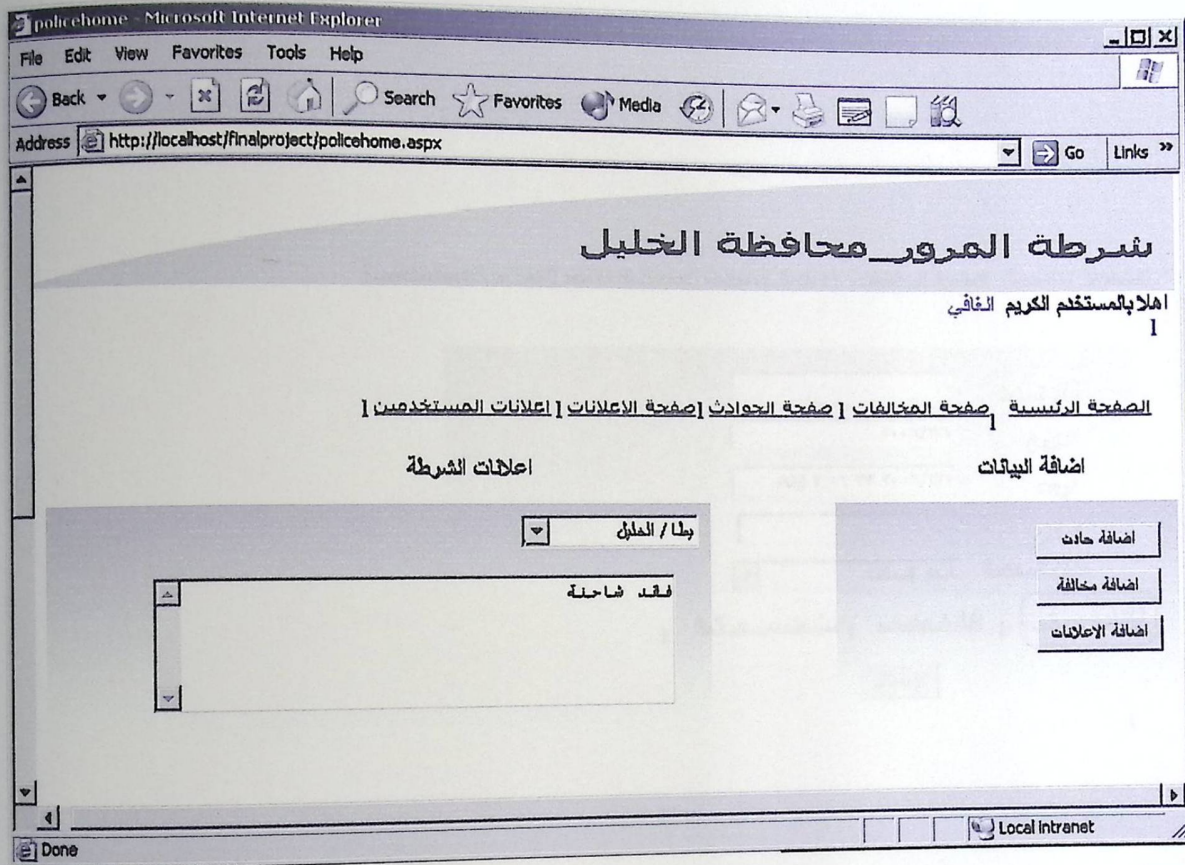 policehome - Microsoft Internet Explorer
File Edit View Favorites Tools Help
Back Search Favorites Media
Address http://localhost/finalproject/policehome.aspx Go Links »
شرطة المرور_محافظة الخليل
اهلا بالمستخدم الكريم الغافي
|
الصفحة الرئيسية | صفحة المخالفات | صفحة الحوادث | صفحة الاعلانات | اعلانات المستخدمين |
اضافة البيانات اعلانات الشرطة
اضافة حادث
اضافة مخالفة
اضافة الاعلانات
يطا / الخليل
فاقد شاحنة
Done Local intranet